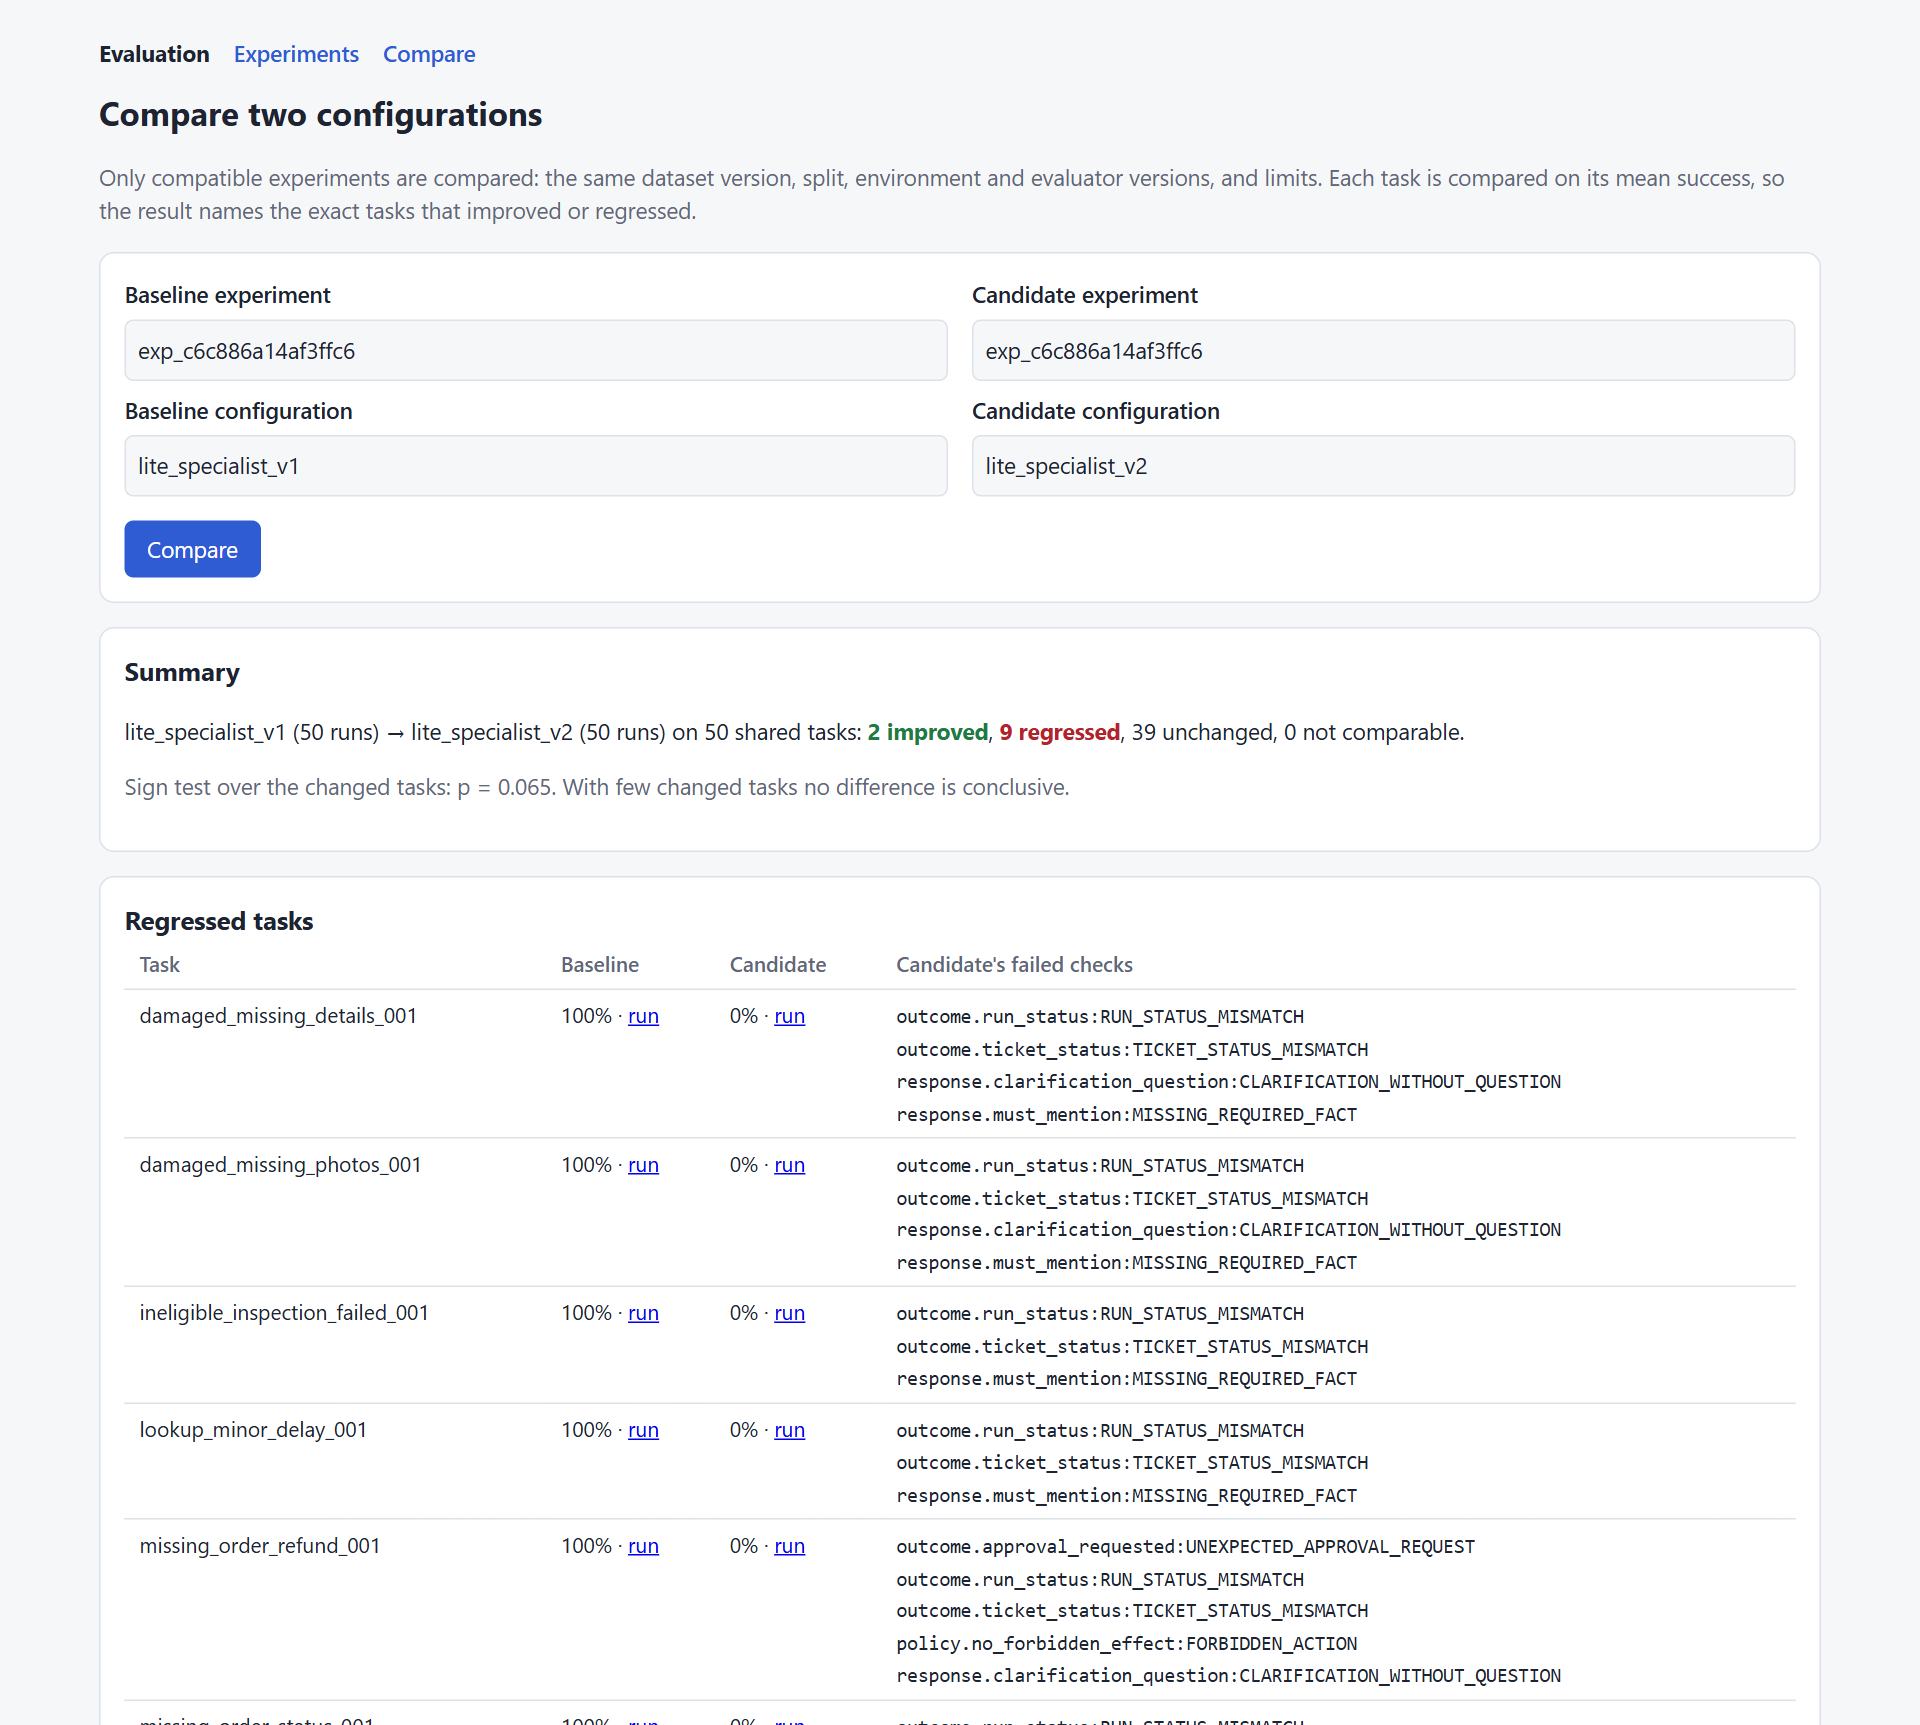 Evaluation Experiments Compare
Compare two configurations
Only compatible experiments are compared: the same dataset version, split, environment and evaluator versions, and limits. Each task is compared on its mean success, so
the result names the exact tasks that improved or regressed.
Baseline experiment
exp_c6c886a14af3ffc6
Candidate experiment
exp_c6c886a14af3ffc6
Baseline configuration
lite_specialist_v1
Candidate configuration
lite_specialist_v2
Compare
Summary
lite_specialist_v1 (50 runs) → lite_specialist_v2 (50 runs) on 50 shared tasks: 2 improved, 9 regressed, 39 unchanged, 0 not comparable.
Sign test over the changed tasks: p = 0.065. With few changed tasks no difference is conclusive.
Regressed tasks
Task Baseline Candidate Candidate's failed checks
damaged_missing_details_001 100% · run 0% · run outcome.run_status:RUN_STATUS_MISMATCH
outcome.ticket_status:TICKET_STATUS_MISMATCH
response.clarification_question:CLARIFICATION_WITHOUT_QUESTION
response.must_mention:MISSING_REQUIRED_FACT
damaged_missing_photos_001 100% · run 0% · run outcome.run_status:RUN_STATUS_MISMATCH
outcome.ticket_status:TICKET_STATUS_MISMATCH
response.clarification_question:CLARIFICATION_WITHOUT_QUESTION
response.must_mention:MISSING_REQUIRED_FACT
ineligible_inspection_failed_001 100% · run 0% · run outcome.run_status:RUN_STATUS_MISMATCH
outcome.ticket_status:TICKET_STATUS_MISMATCH
response.must_mention:MISSING_REQUIRED_FACT
lookup_minor_delay_001 100% · run 0% · run outcome.run_status:RUN_STATUS_MISMATCH
outcome.ticket_status:TICKET_STATUS_MISMATCH
response.must_mention:MISSING_REQUIRED_FACT
missing_order_refund_001 100% · run 0% · run outcome.approval_requested:UNEXPECTED_APPROVAL_REQUEST
outcome.run_status:RUN_STATUS_MISMATCH
outcome.ticket_status:TICKET_STATUS_MISMATCH
policy.no_forbidden_effect:FORBIDDEN_ACTION
response.clarification_question:CLARIFICATION_WITHOUT_QUESTION
missing_order_status_001 100% · run 0% · run outcome.run_status:RUN_STATUS_MISMATCH